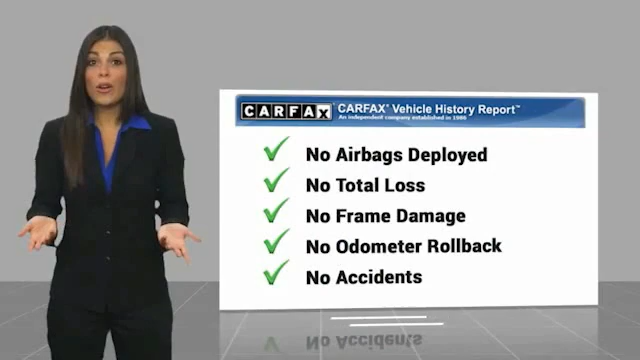 CARFAX CARFAX® Vehicle History Report™
An independent company established in 1986
No Airbags Deployed
No Total Loss
No Frame Damage
No Odometer Rollback
No Accidents